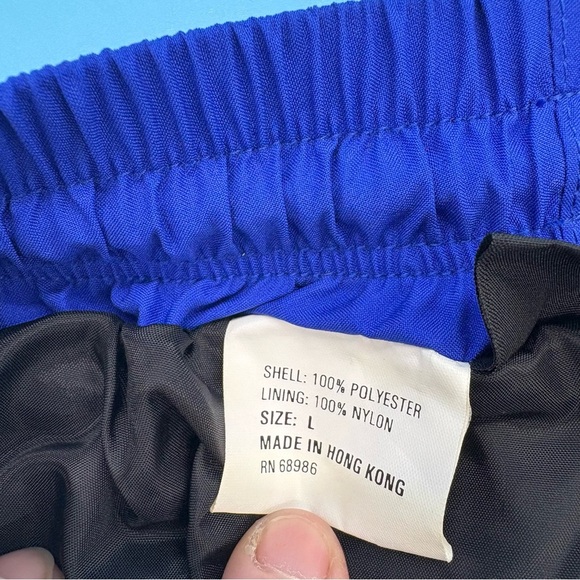 SHELL: 100% POLYESTER
LINING: 100% NYLON
SIZE: L
MADE IN HONG KONG
RN 68986